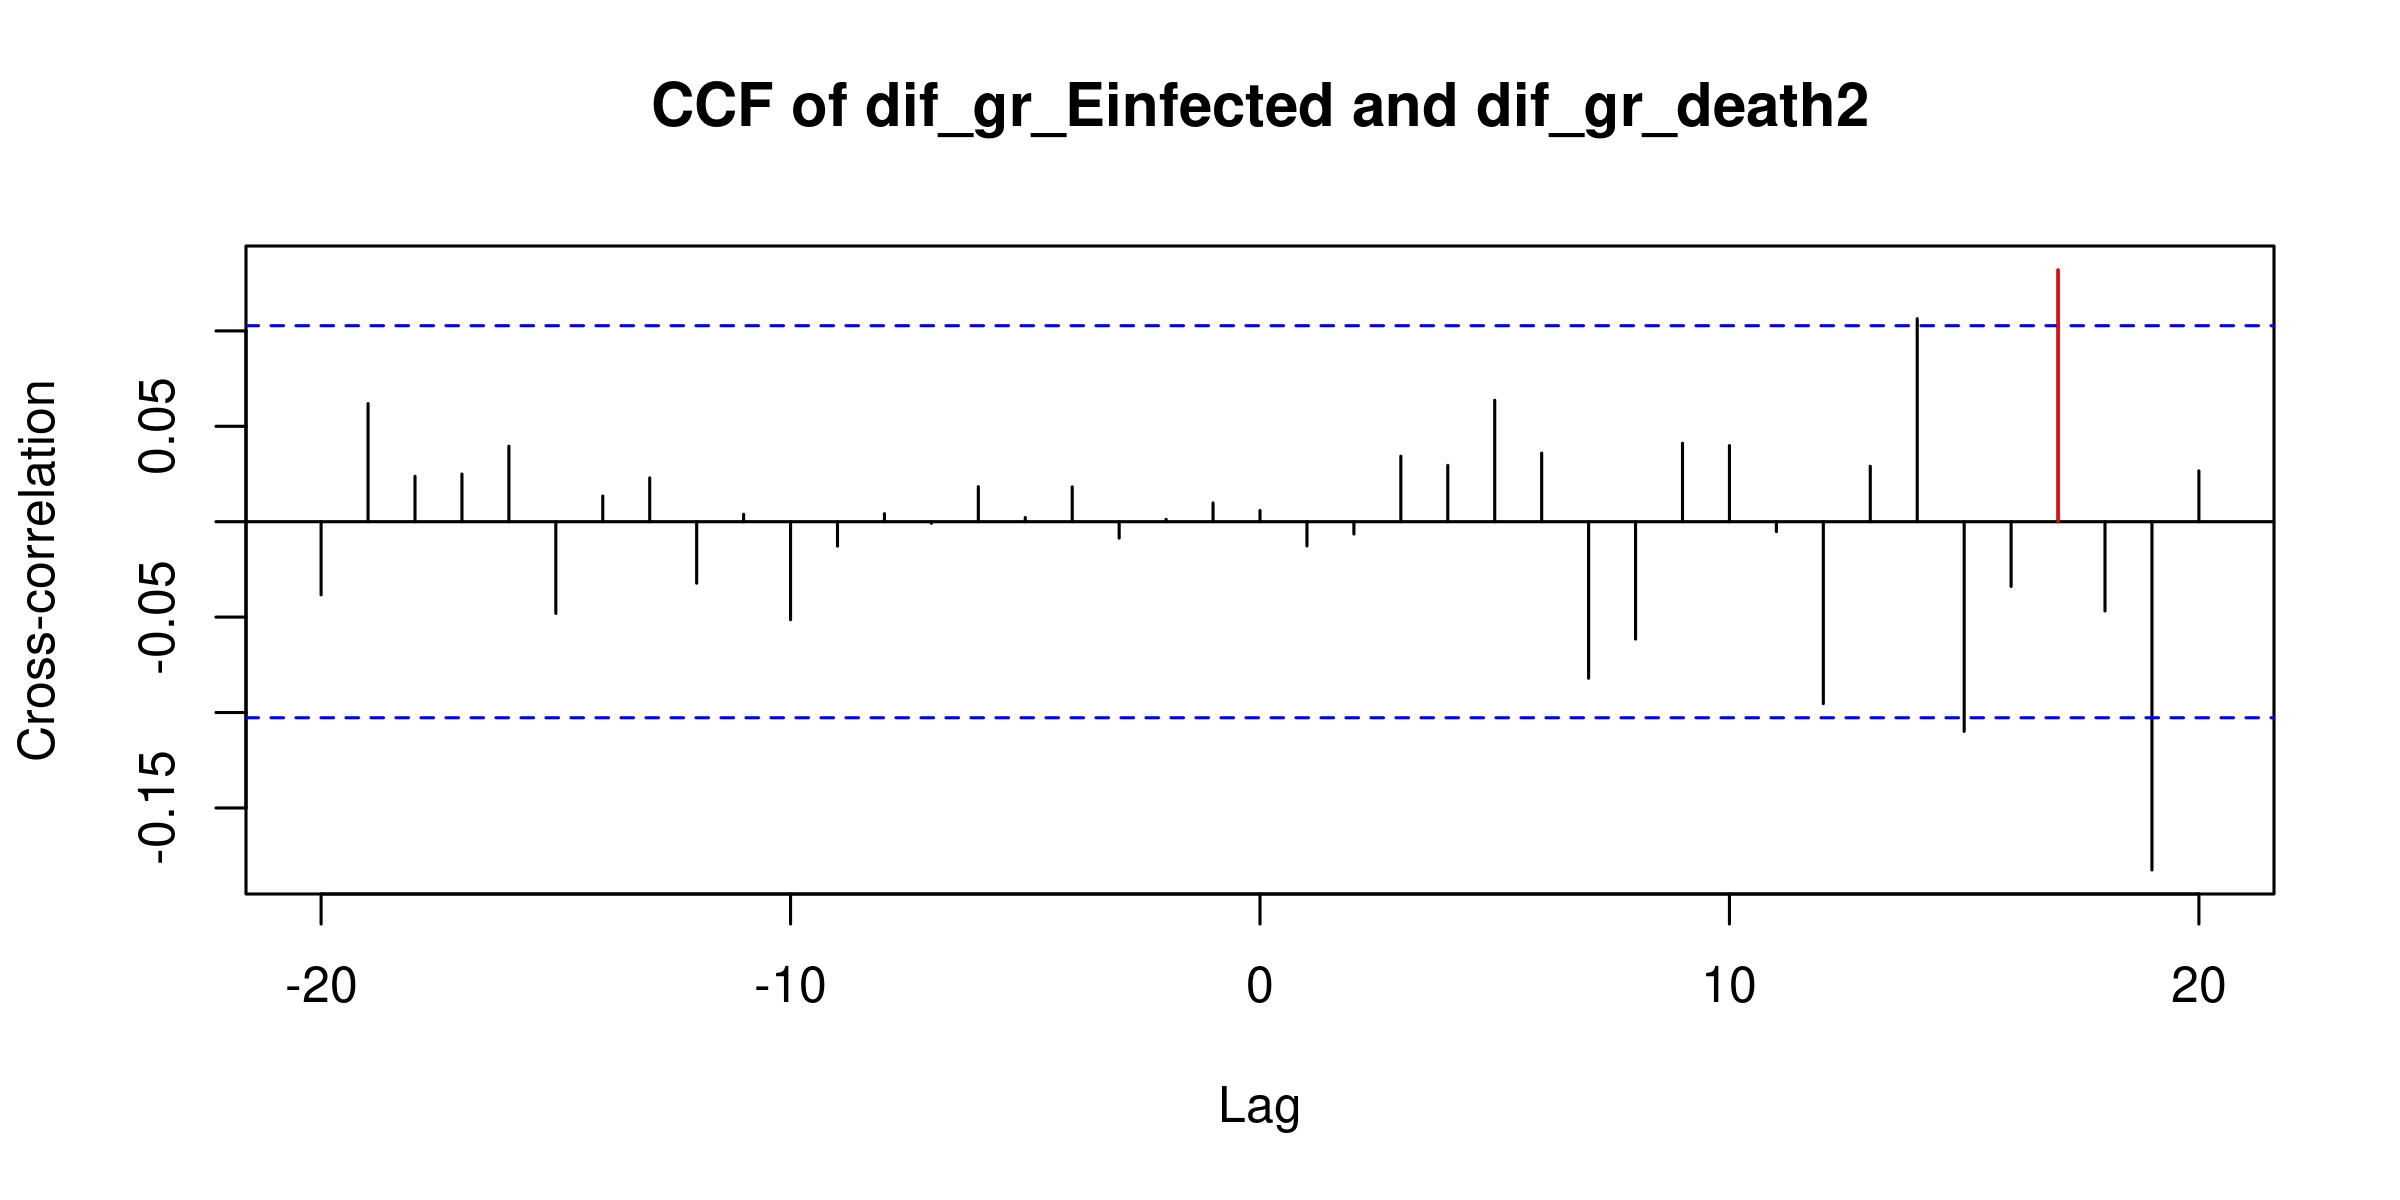 CCF of dif_gr_Einfected and dif_gr_death2
Cross-correlation
0.05
-0.05
-0.15
-20
-10
0
10
20
Lag